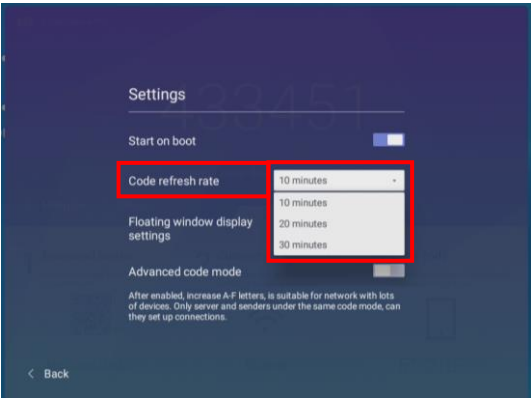 433451
Settings
Start on boot
Code refresh rate
10 minutes
10 minutes
20 minutes
30 minutes
Floating window display
settings
Advanced code mode
After enabled, increase A-F letters, is suitable for network with lots
of devices. Only server and senders under the same code mode, can
they set up connections.
< Back